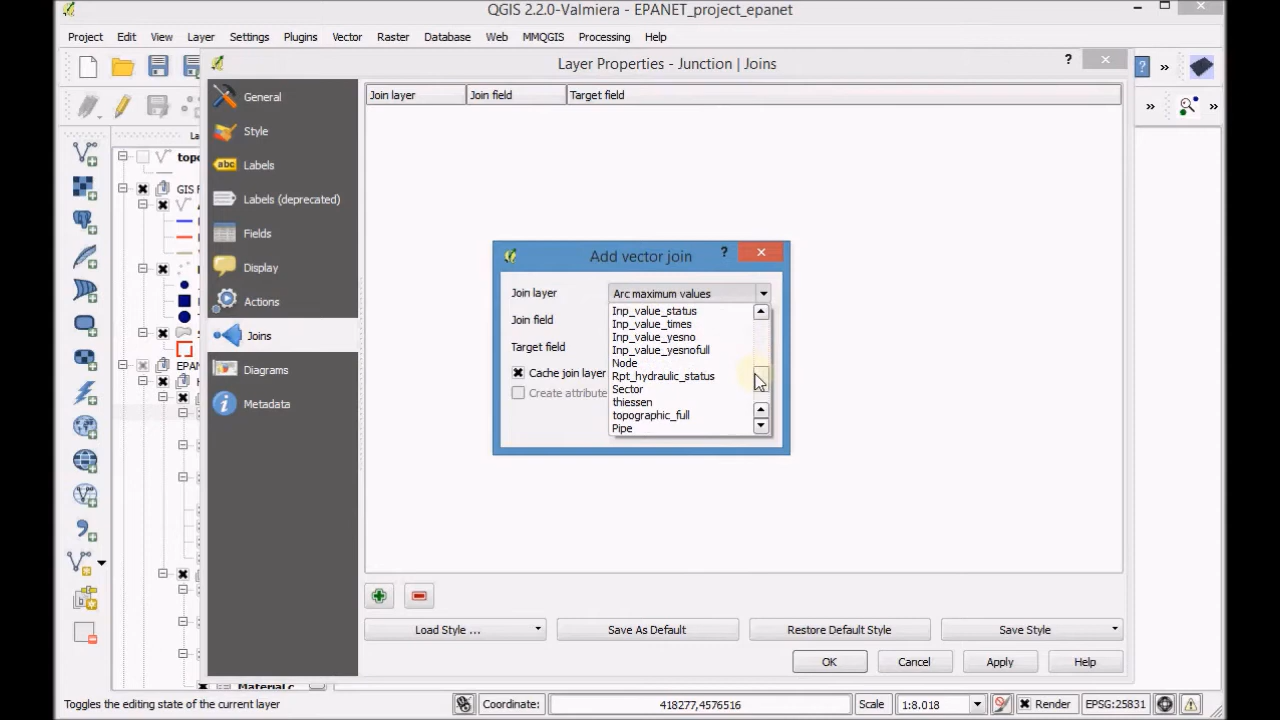 QGIS 2.2.0-Valmiera - EPANET_project_epanet
Project Edit View Layer Settings Plugins Vector Raster Database Web MMQGIS Processing Help
Layer Properties - Junction | Joins
?
General
Style
abc Labels
Labels (deprecated)
Fields
Display
Actions
Joins
Diagrams
Metadata
Join layer Join field Target field
Add vector join ?
Join layer Arc maximum values
Join field
Target field
Cache join layer
Create attribute
Inp_value_status
Inp_value_times
Inp_value_yesno
Inp_value_yesnofull
Node
Rpt_hydraulic_status
Sector
thiessen
topographic_full
Pipe
topo
GIS
EPA
Load Style ... Save As Default Restore Default Style Save Style
OK Cancel Apply Help
Toggles the editing state of the current layer Coordinate: 418277,4576516 Scale 1:8.018 Render EPSG:25831